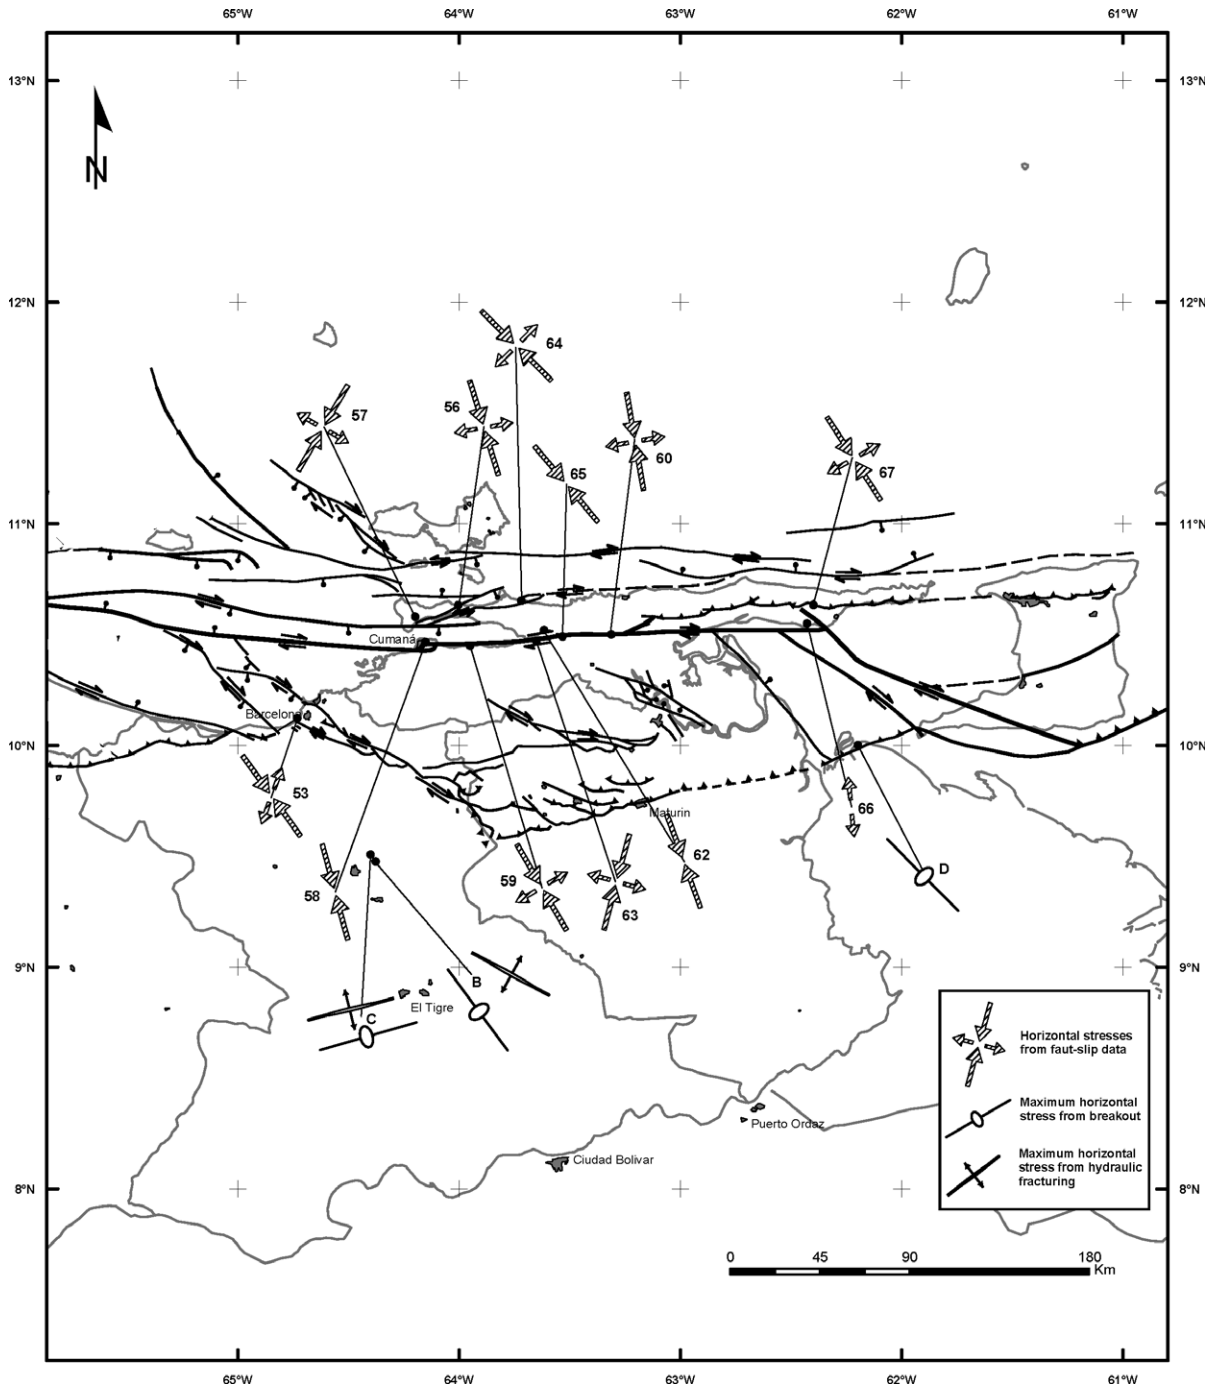 65°W 64°W 63°W 62°W 61°W
13°N 13°N
N
12°N 12°N
64
57
56
60
65
67
11°N 11°N
Cumaná
Barcelona
10°N 10°N
53
66
Maturin
62
D
58
59
63
9°N 9°N
B
El Tigre
C
Horizontal stresses
from faut-slip data
Maximum horizontal
stress from breakout
Puerto Ordaz
Maximum horizontal
stress from hydraulic
fracturing
Ciudad Bolivar
8°N 8°N
0 45 90 180
Km
65°W 64°W 63°W 62°W 61°W